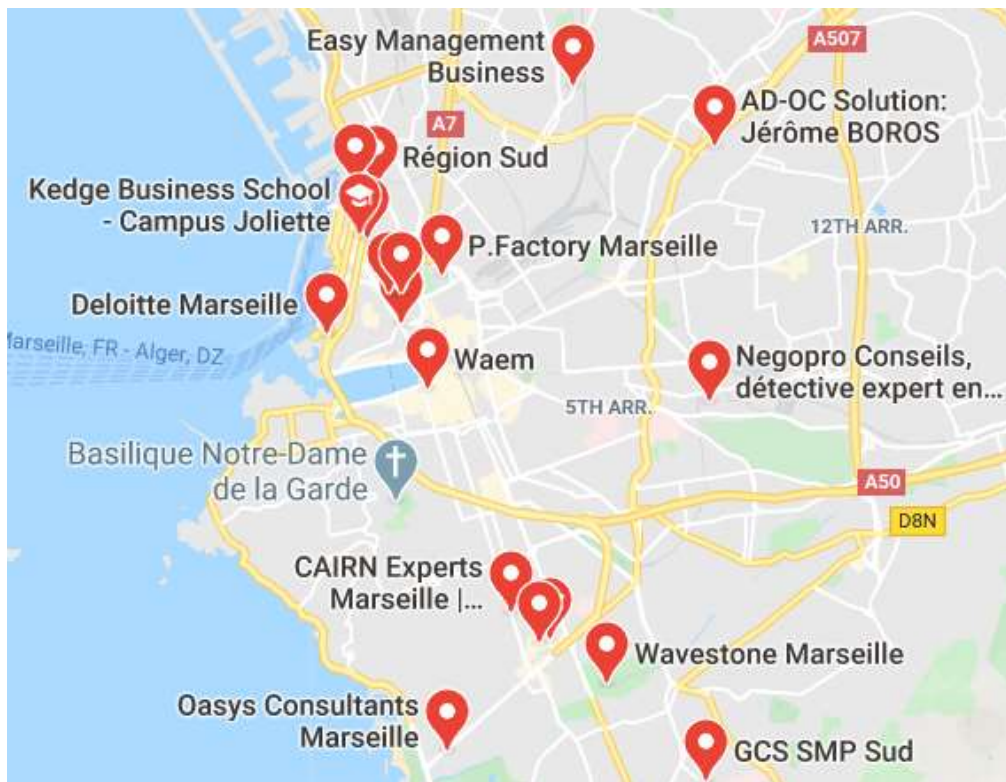 Easy Management
Business
A507
AD-OC Solution:
Jérôme BOROS
A7
Région Sud
Kedge Business School
- Campus Joliette
12TH ARR.
P.Factory Marseille
Deloitte Marseille
Marseille, FR - Alger, DZ
Waem
Negopro Conseils,
détective expert en...
5TH ARR.
Basilique Notre-Dame
de la Garde
A50
D8N
CAIRN Experts
Marseille |...
Wavestone Marseille
Oasys Consultants
Marseille
GCS SMP Sud